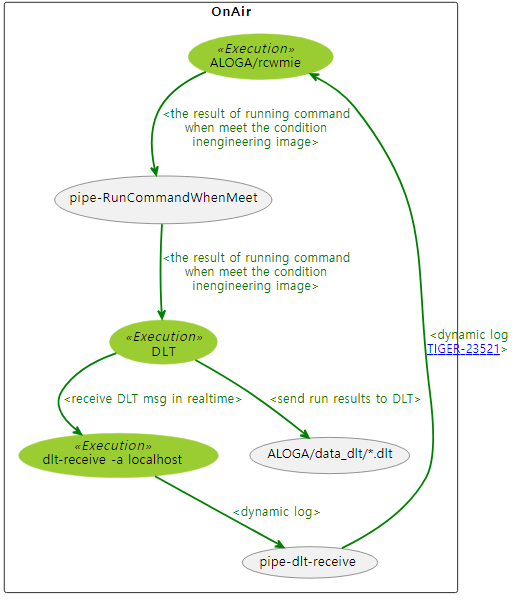 OnAir
«Execution»
ALOGA/rcwmie
<the result of running command
when meet the condition
inengineering image>
pipe-RunCommandWhenMeet
<the result of running command
when meet the condition
inengineering image>
<dynamic log
TIGER-23521>
«Execution»
DLT
<receive DLT msg in realtime>
<send run results to DLT>
«Execution»
dlt-receive -a localhost
ALOGA/data_dlt/*.dlt
<dynamic log>
pipe-dlt-receive